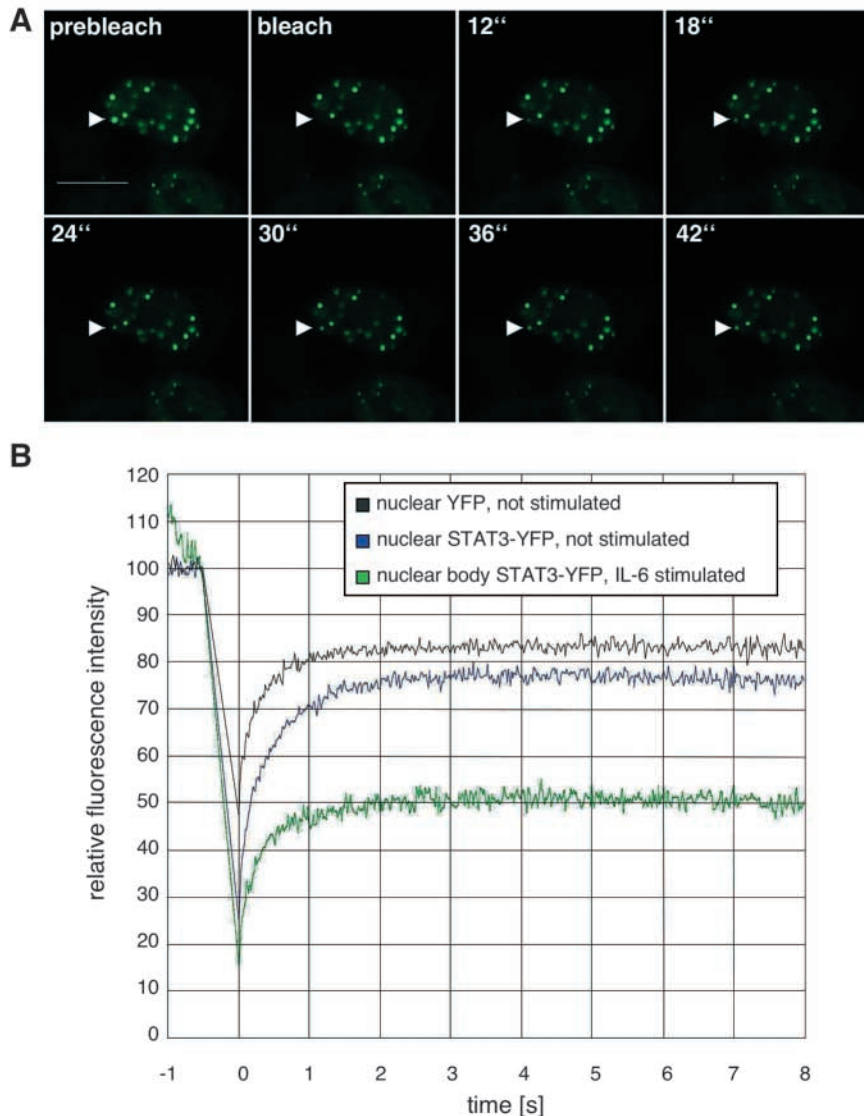 A
prebleach
bleach
12“
18“
24“
30“
36“
42“
B
relative fluorescence intensity
120
110
100
90
80
70
60
50
40
30
20
10
0
nuclear YFP, not stimulated
nuclear STAT3-YFP, not stimulated
nuclear body STAT3-YFP, IL-6 stimulated
-1 0 1 2 3 4 5 6 7 8
time [s]